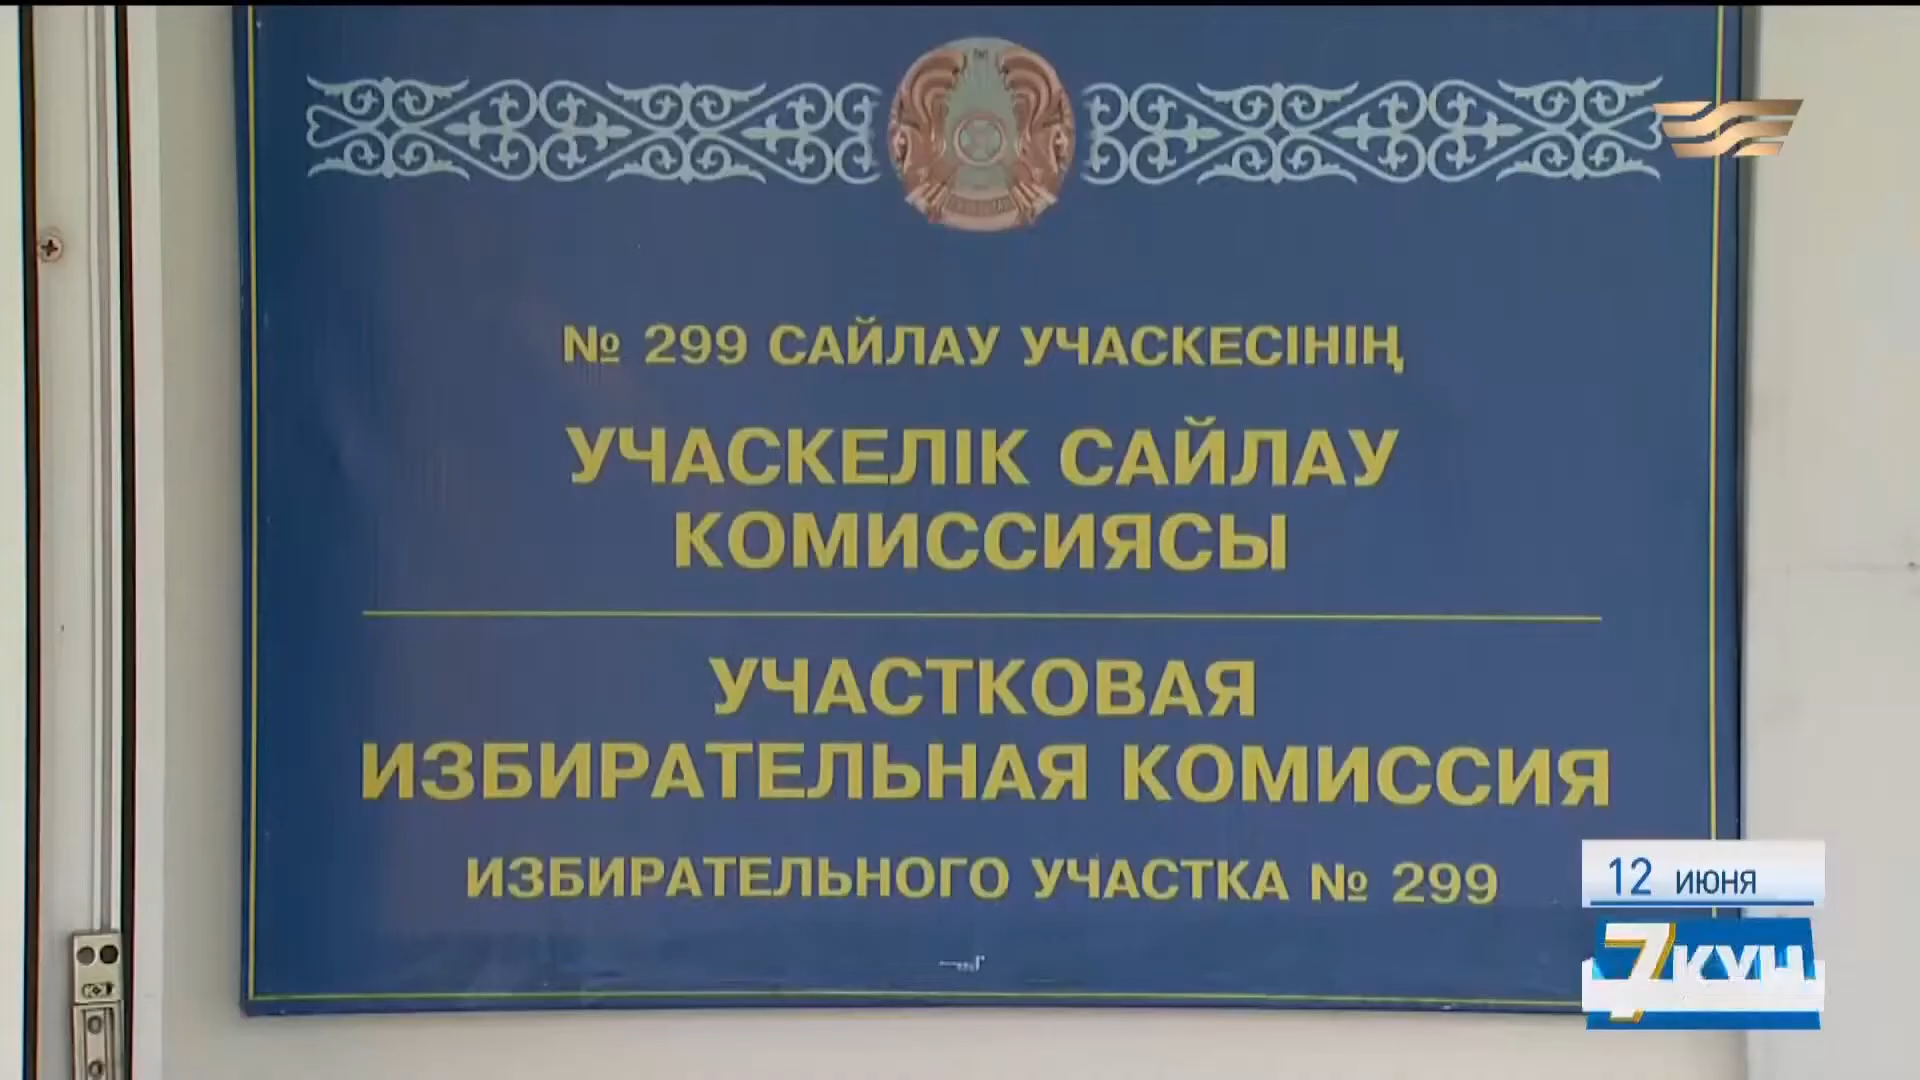 № 299 САЙЛАУ УЧАСКЕСІНІҢ
УЧАСКЕЛІК САЙЛАУ
КОМИССИЯСЫ
УЧАСТКОВАЯ
ИЗБИРАТЕЛЬНАЯ КОМИССИЯ
ИЗБИРАТЕЛЬНОГО УЧАСТКА № 299
12 ИЮНЯ
7 КҮН